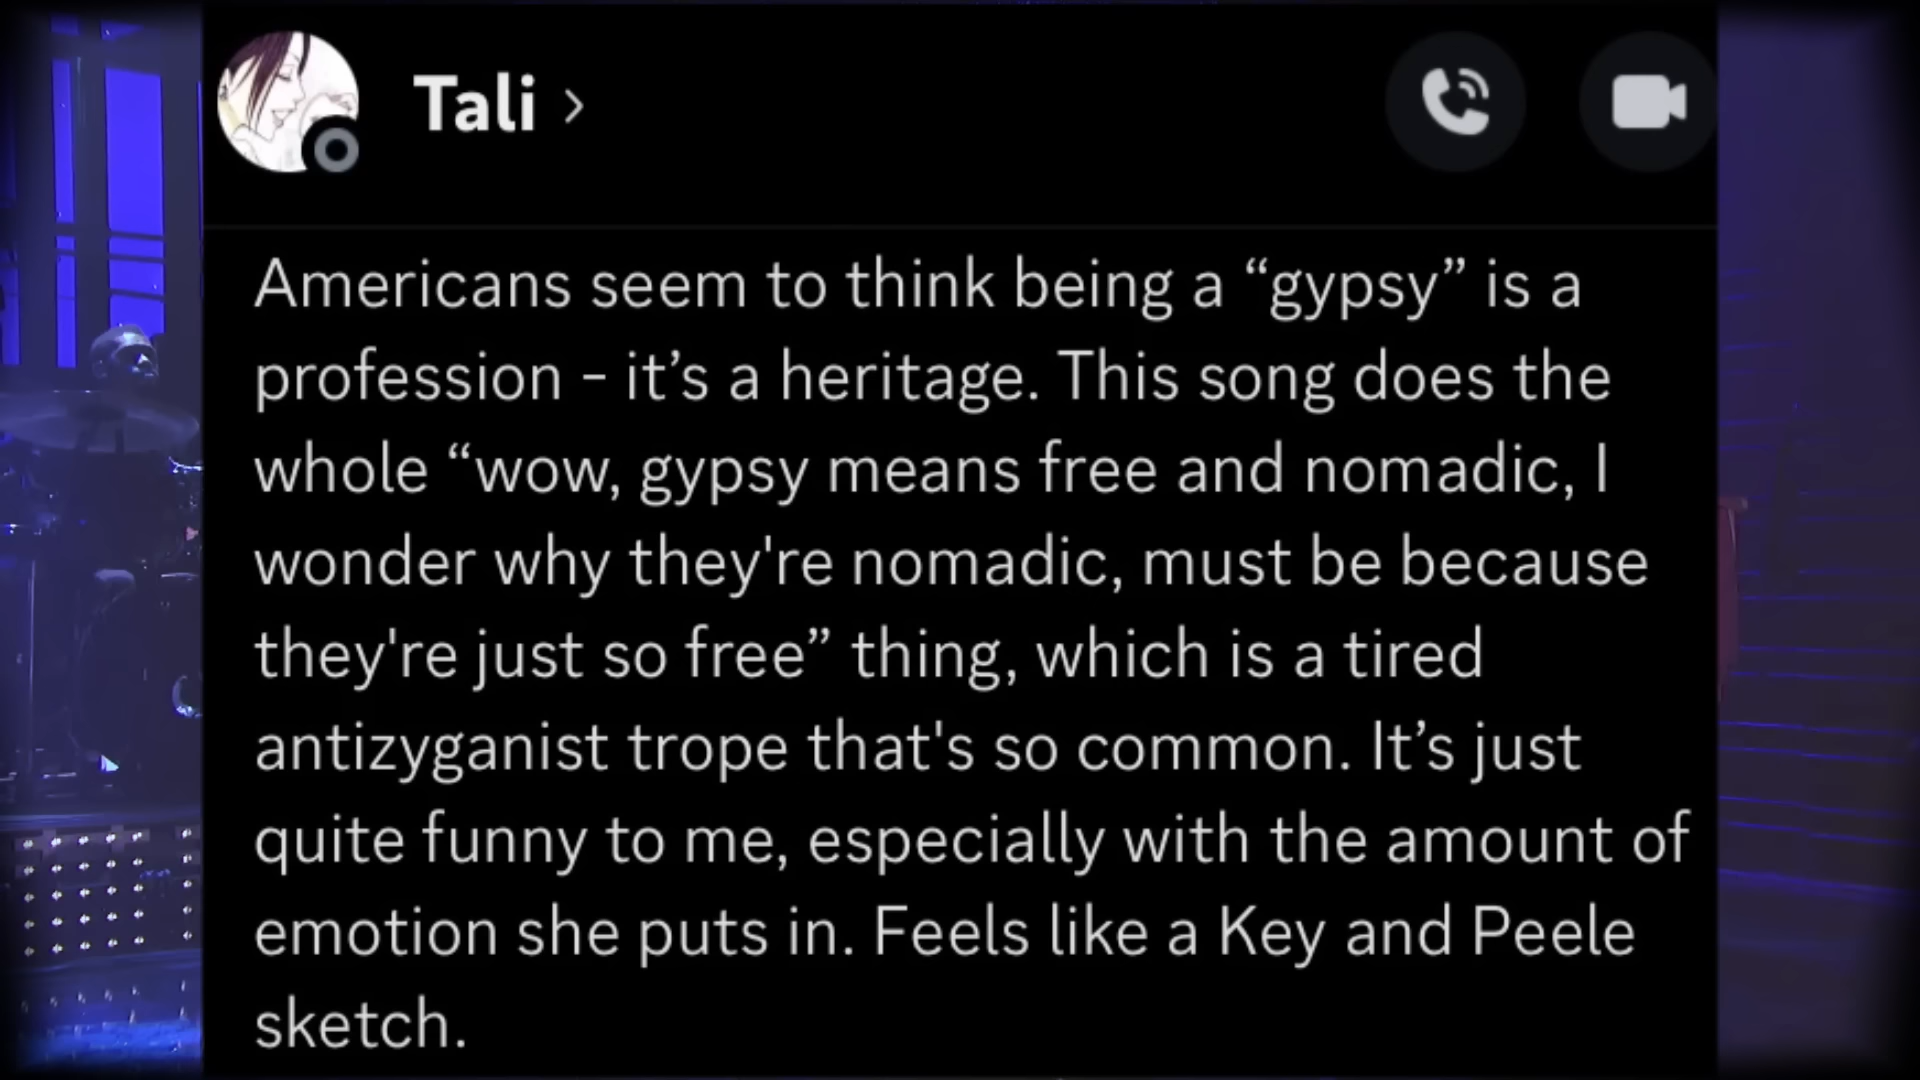 Tali >
Americans seem to think being a “gypsy” is a
profession - it’s a heritage. This song does the
whole “wow, gypsy means free and nomadic, I
wonder why they're nomadic, must be because
they're just so free” thing, which is a tired
antizyganist trope that's so common. It’s just
quite funny to me, especially with the amount of
emotion she puts in. Feels like a Key and Peele
sketch.